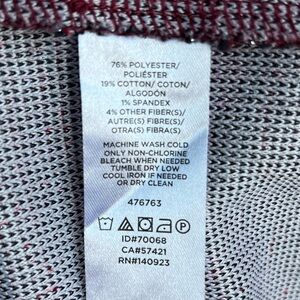 76% POLYESTER/
POLIÉSTER
19% COTTON/ COTON/
ALGODÓN
1% SPANDEX
4% OTHER FIBER(S)/
AUTRE(S) FIBRE(S)/
OTRA(S) FIBRA(S)
MACHINE WASH COLD
ONLY NON-CHLORINE
BLEACH WHEN NEEDED
TUMBLE DRY LOW
COOL IRON IF NEEDED
OR DRY CLEAN
476763
ID#70068
CA#57421
RN#140923